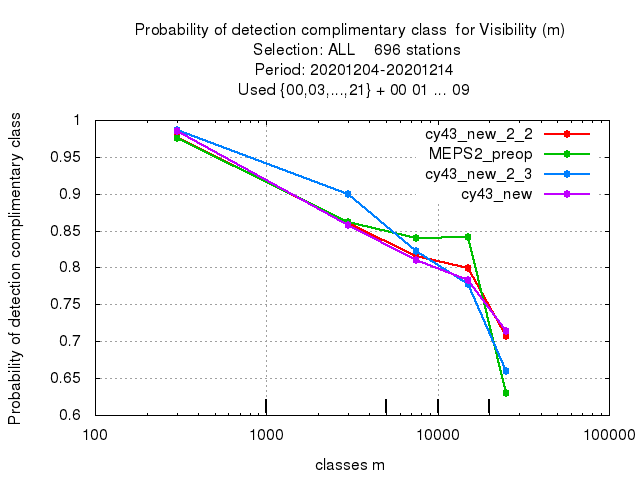 Probability of detection complimentary class  for Visibility (m)
Selection: ALL    696 stations
Period: 20201204-20201214
Used {00,03,...,21} + 00 01 ... 09
Probability of detection complimentary class
1
0.95
0.9
0.85
0.8
0.75
0.7
0.65
0.6
cy43_new_2_2
MEPS2_preop
cy43_new_2_3
cy43_new
100
1000
10000
100000
classes m